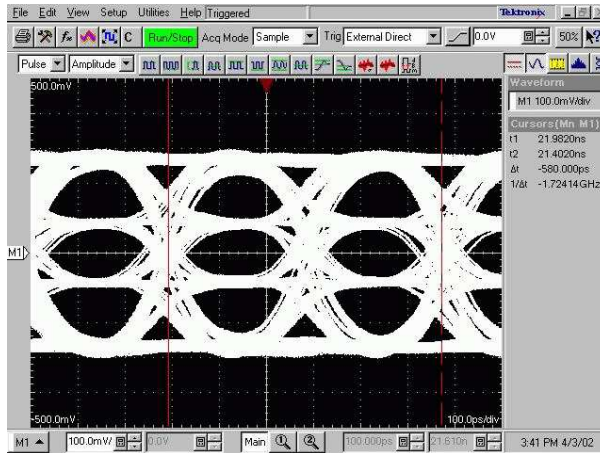 File Edit View Setup Utilities Help Triggered Tektronix
C Run/Stop Acq Mode Sample Trig External Direct 0.0V 50%
Pulse Amplitude
500.0mV
Waveform
M1 100.0mV/div
Cursors(Mn M1)
t1 21.9820ns
t2 21.4020ns
Δt -580.000ps
1/Δt -1.72414GHz
M1
-500.0mV 100.0ps/div
M1 100.0mV/ 0.0V Main 1 2 100.000ps 21.610n 3:41 PM 4/3/02